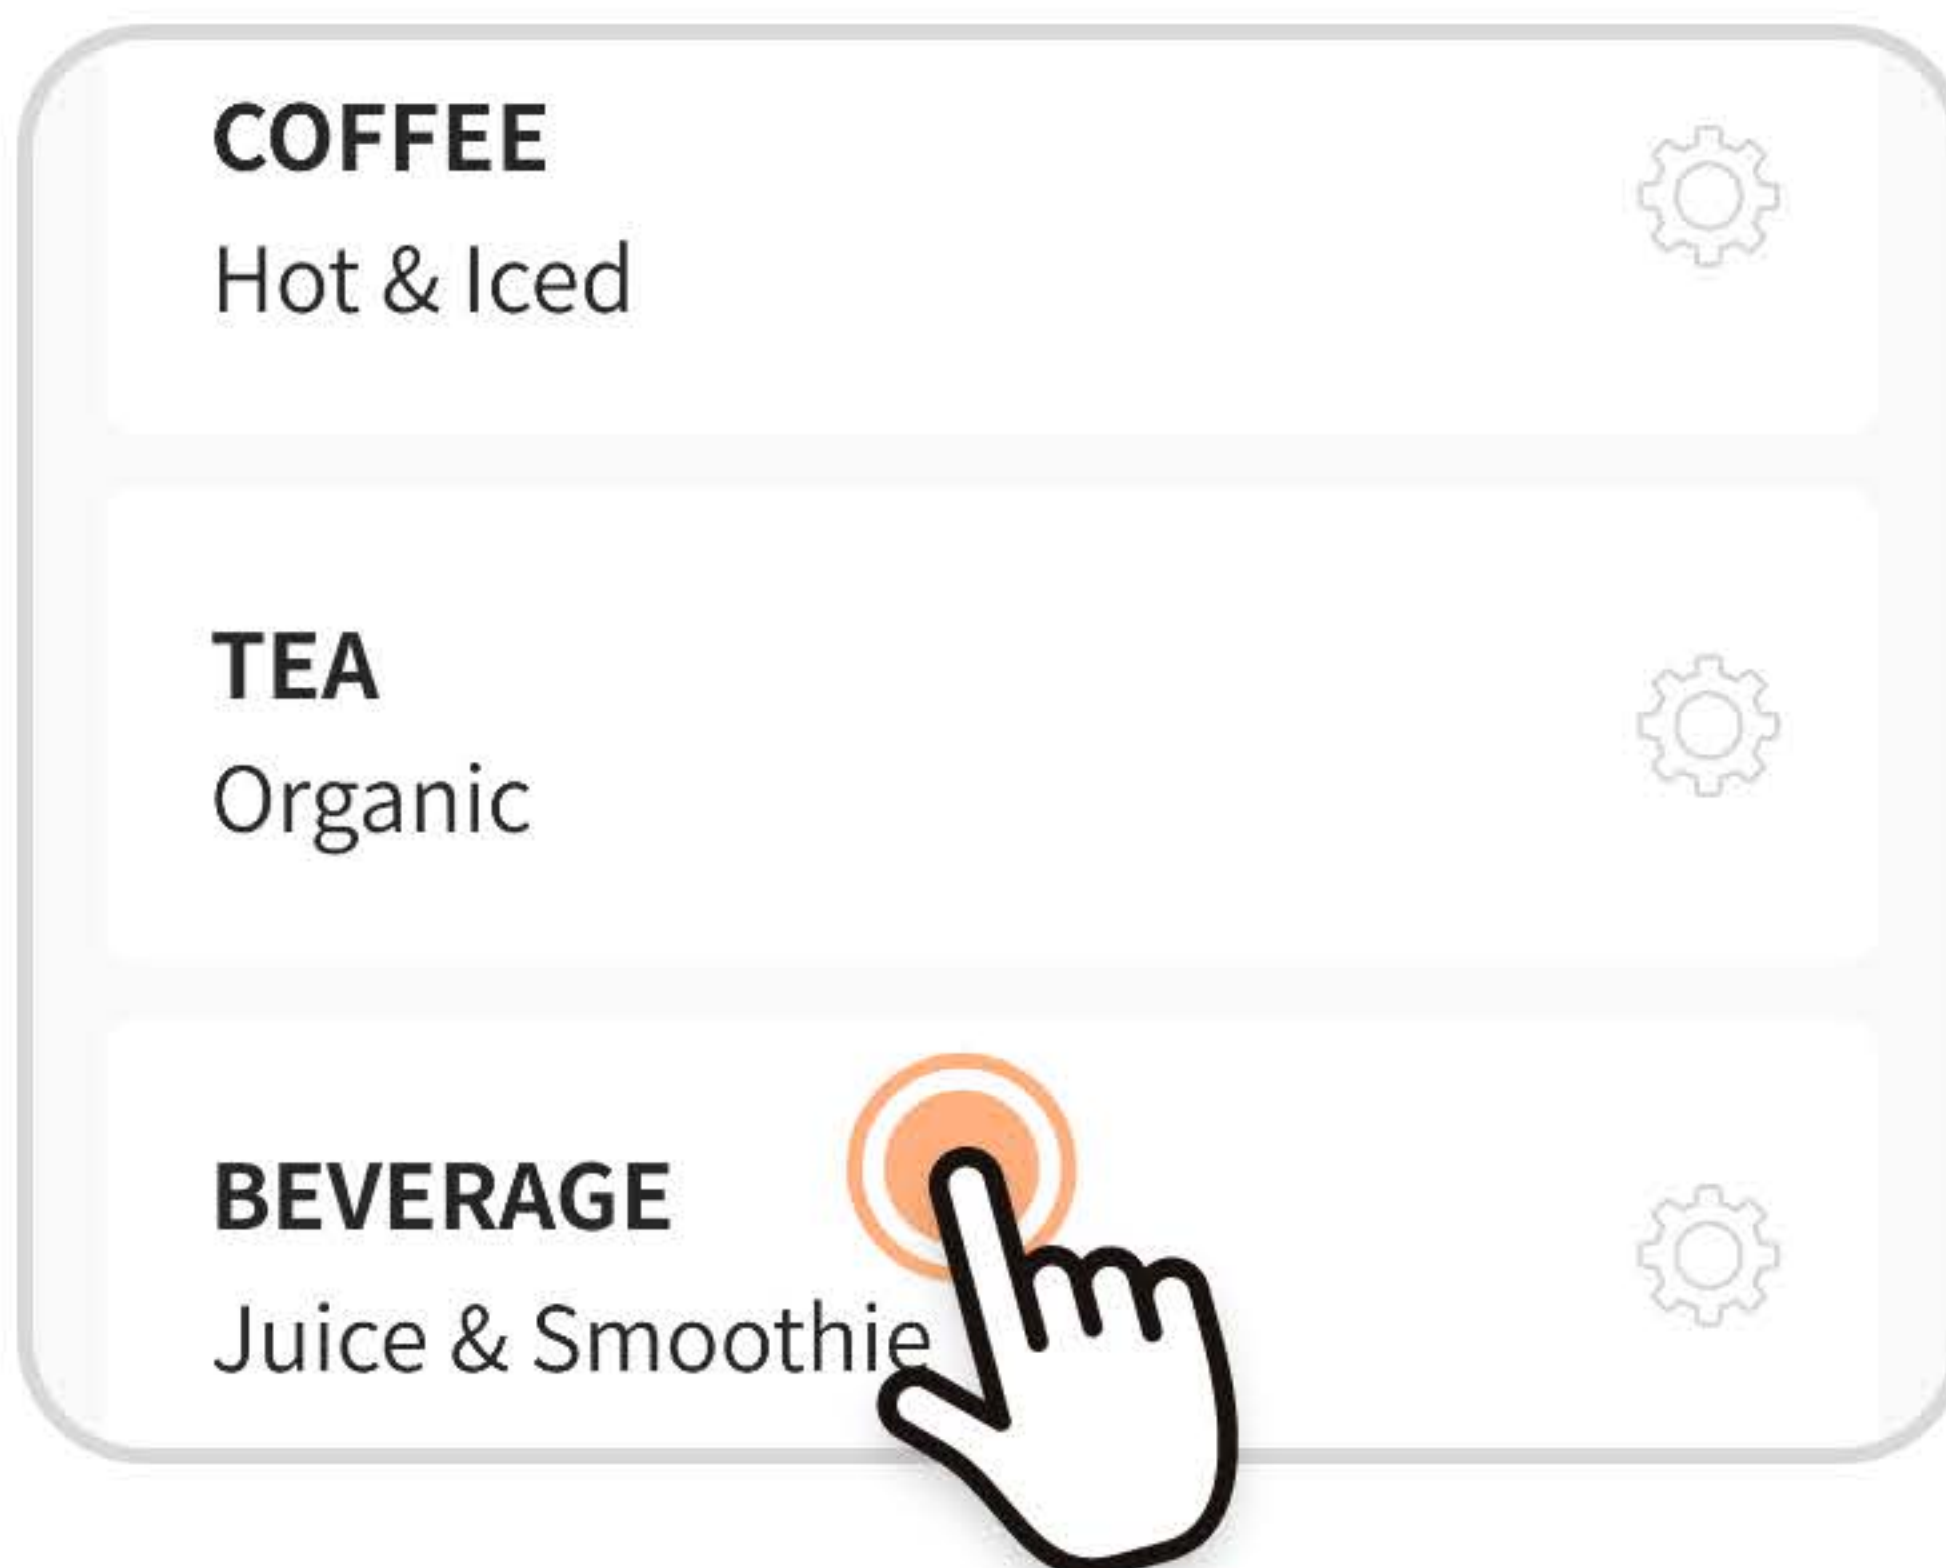 COFFEE
Hot & Iced
TEA
Organic
BEVERAGE
Juice & Smoothie